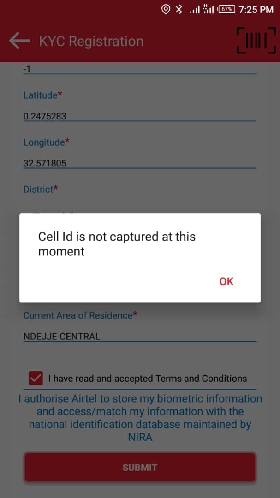 67% 7:25 PM
KYC Registration
-1
Latitude*
0.2475283
Longitude*
32.571805
District*
Cell Id is not captured at this
moment
OK
Current Area of Residence*
NDEJJE CENTRAL
I have read and accepted Terms and Conditions
I authorise Airtel to store my biometric information
and access/match my information with the
national identification database maintained by
NIRA
SUBMIT